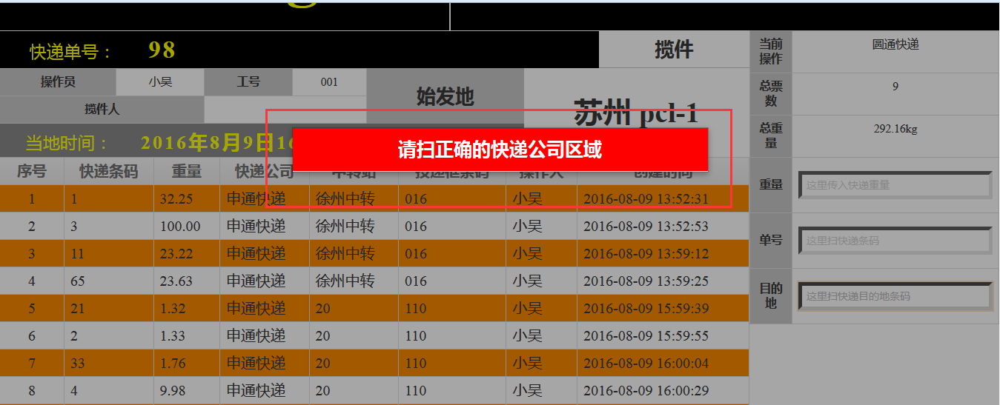 快递单号： 98 揽件
操作员 小吴 工号 001 始发地 苏州 pcl-1
揽件人
当地时间： 2016年8月9日16
请扫正确的快递公司区域
序号 快递条码 重量 快递公司 中转站 投递框条码 操作人 创建时间
1 1 32.25 申通快递 徐州中转 016 小吴 2016-08-09 13:52:31
2 3 100.00 申通快递 徐州中转 016 小吴 2016-08-09 13:52:53
3 11 23.22 申通快递 徐州中转 016 小吴 2016-08-09 13:59:12
4 65 23.63 申通快递 徐州中转 016 小吴 2016-08-09 13:59:25
5 21 1.32 申通快递 20 110 小吴 2016-08-09 15:59:39
6 2 1.33 申通快递 20 110 小吴 2016-08-09 15:59:55
7 33 1.76 申通快递 20 110 小吴 2016-08-09 16:00:04
8 4 9.98 申通快递 20 110 小吴 2016-08-09 16:00:29
当前操作 圆通快递
总票数 9
总重量 292.16kg
重量 这里传入快递重量
单号 这里扫快递条码
目的地 这里扫快递目的地条码